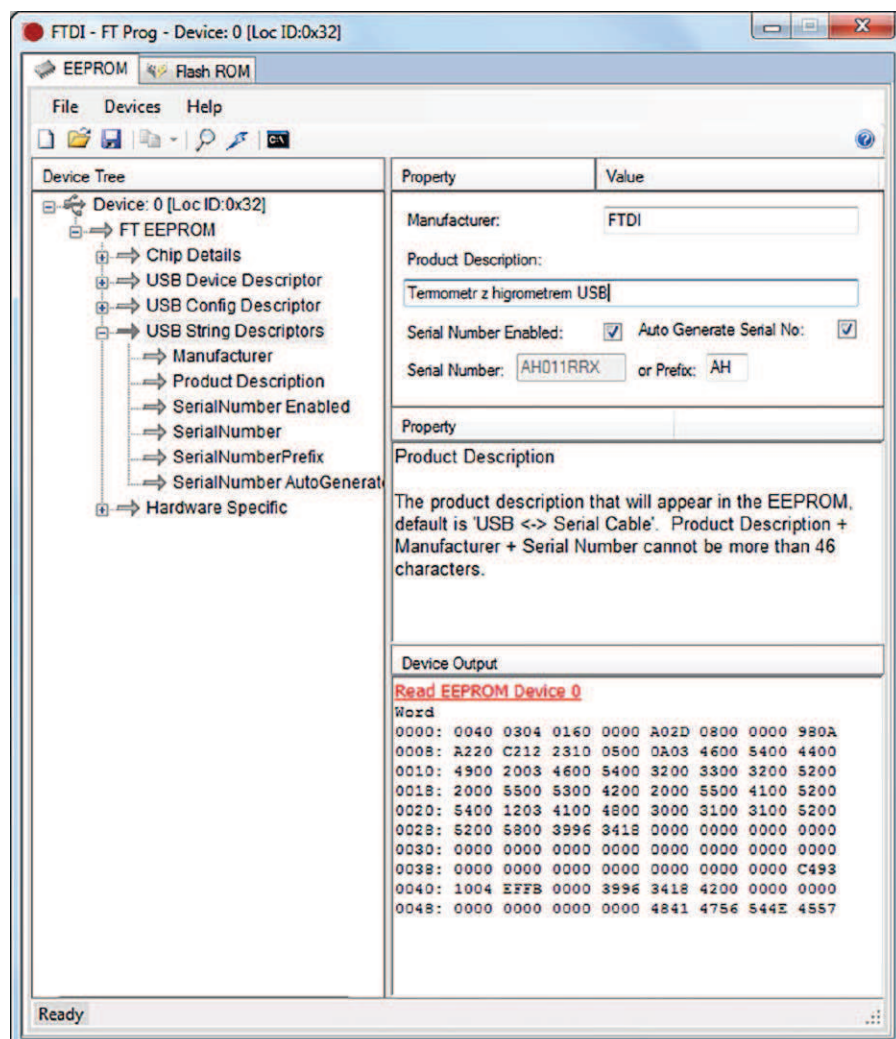 FTDI - FT Prog - Device: 0 [Loc ID:0x32]
EEPROM Flash ROM
File Devices Help
C:\
Device Tree
Device: 0 [Loc ID:0x32]
FT EEPROM
Chip Details
USB Device Descriptor
USB Config Descriptor
USB String Descriptors
Manufacturer
Product Description
SerialNumber Enabled
SerialNumber
SerialNumberPrefix
SerialNumber AutoGenerat
Hardware Specific
Property Value
Manufacturer: FTDI
Product Description:
Termometr z higrometrem USB
Serial Number Enabled: Auto Generate Serial No:
Serial Number: AH011RRX or Prefix: AH
Property
Product Description
The product description that will appear in the EEPROM,
default is 'USB <-> Serial Cable'. Product Description +
Manufacturer + Serial Number cannot be more than 46
characters.
Device Output
Read EEPROM Device 0
Word
0000: 0040 0304 0160 0000 A02D 0800 0000 980A
0008: A220 C212 2310 0500 0A03 4600 5400 4400
0010: 4900 2003 4600 5400 3200 3300 3200 5200
0018: 2000 5500 5300 4200 2000 5500 4100 5200
0020: 5400 1203 4100 4800 3000 3100 3100 5200
0028: 5200 5800 3996 3418 0000 0000 0000 0000
0030: 0000 0000 0000 0000 0000 0000 0000 0000
0038: 0000 0000 0000 0000 0000 0000 0000 C493
0040: 1004 EFFB 0000 3996 3418 4200 0000 0000
0048: 0000 0000 0000 0000 4841 4756 544E 4557
Ready